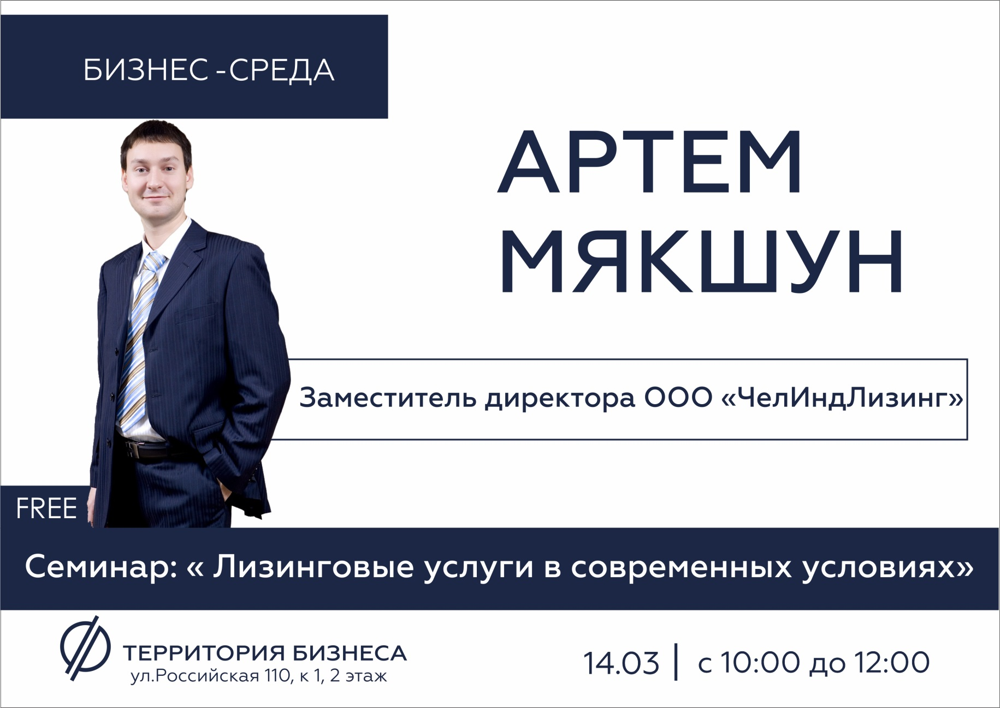 БИЗНЕС -СРЕДА
АРТЕМ
МЯКШУН
Заместитель директора ООО «ЧелИндЛизинг»
FREE
Семинар: « Лизинговые услуги в современных условиях»
ТЕРРИТОРИЯ БИЗНЕСА
ул.Российская 110, к 1, 2 этаж
14.03 | с 10:00 до 12:00